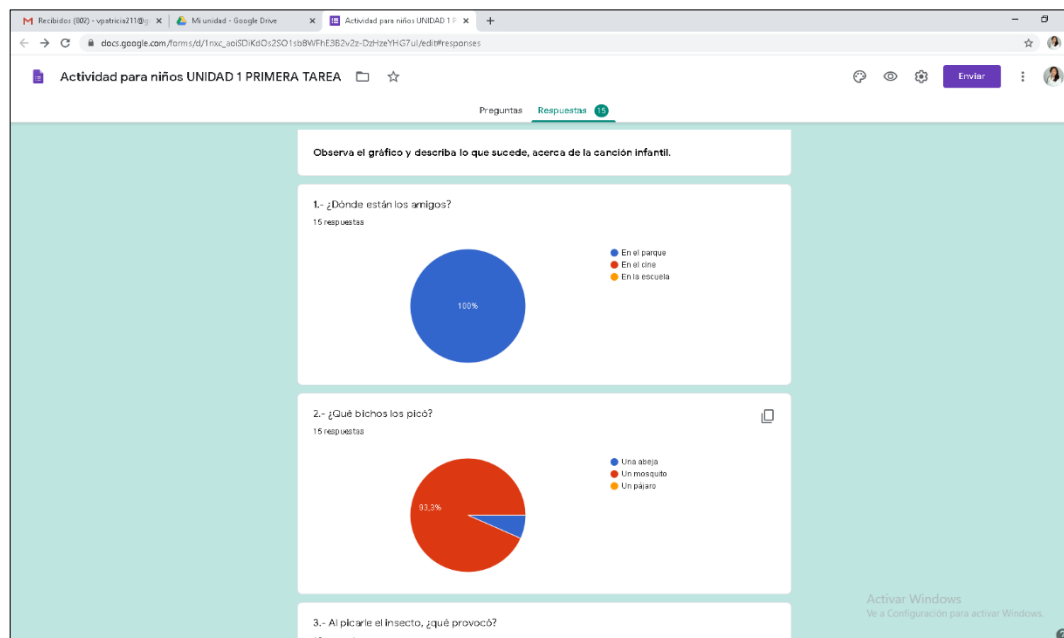 Recibidos (802) - vpatricia211@g
Mi unidad - Google Drive
Actividad para niños UNIDAD 1 P
docs.google.com/forms/d/1nxc_aoiSDiKdOs2SO1sb8WFhE3B2v2z-DzHzeYHG7uI/edit#responses
Actividad para niños UNIDAD 1 PRIMERA TAREA
Enviar
Preguntas Respuestas 15
Observa el gráfico y describa lo que sucede, acerca de la canción infantil.
1.- ¿Dónde están los amigos?
15 respuestas
En el parque
En el cine
En la escuela
100%
2.- ¿Qué bichos los picó?
15 respuestas
Una abeja
Un mosquito
Un pájaro
93,3%
Activar Windows
Ve a Configuración para activar Windows.
3.- Al picarle el insecto, ¿qué provocó?